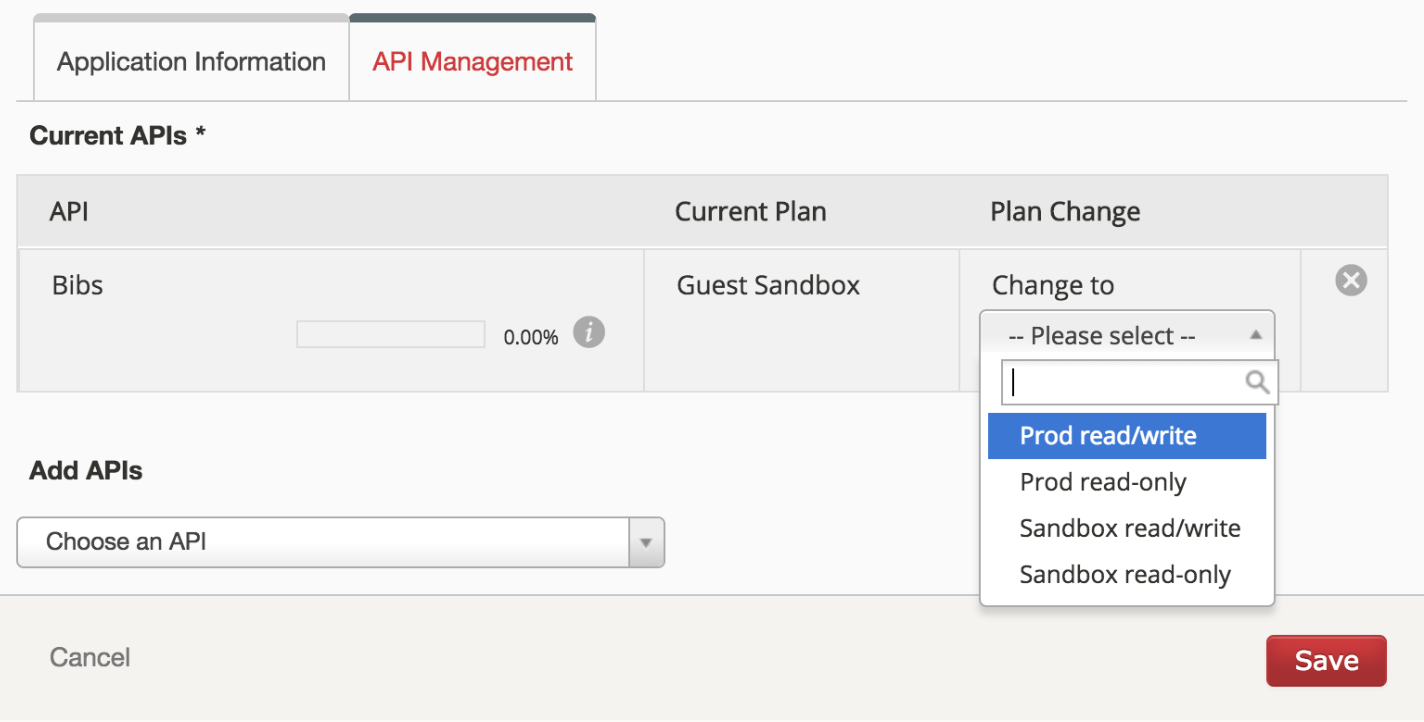 Application Information
API Management
Current APIs *
API
Current Plan
Plan Change
Bibs
Guest Sandbox
Change to
0.00%
i
-- Please select --
Prod read/write
Prod read-only
Sandbox read/write
Sandbox read-only
Add APIs
Choose an API
Cancel
Save